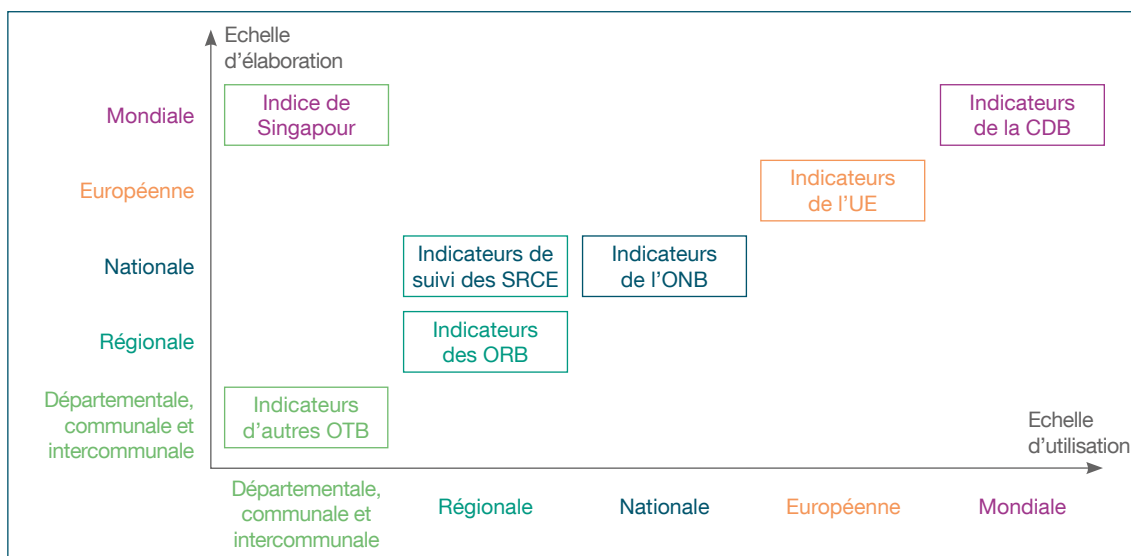 Echelle
d’élaboration
Mondiale
Indice de
Singapour
Indicateurs
de la CDB
Européenne
Indicateurs
de l’UE
Nationale
Indicateurs de
suivi des SRCE
Indicateurs
de l’ONB
Régionale
Indicateurs
des ORB
Départementale,
communale et
intercommunale
Indicateurs
d’autres OTB
Echelle
d’utilisation
Départementale,
communale et
intercommunale
Régionale
Nationale
Européenne
Mondiale